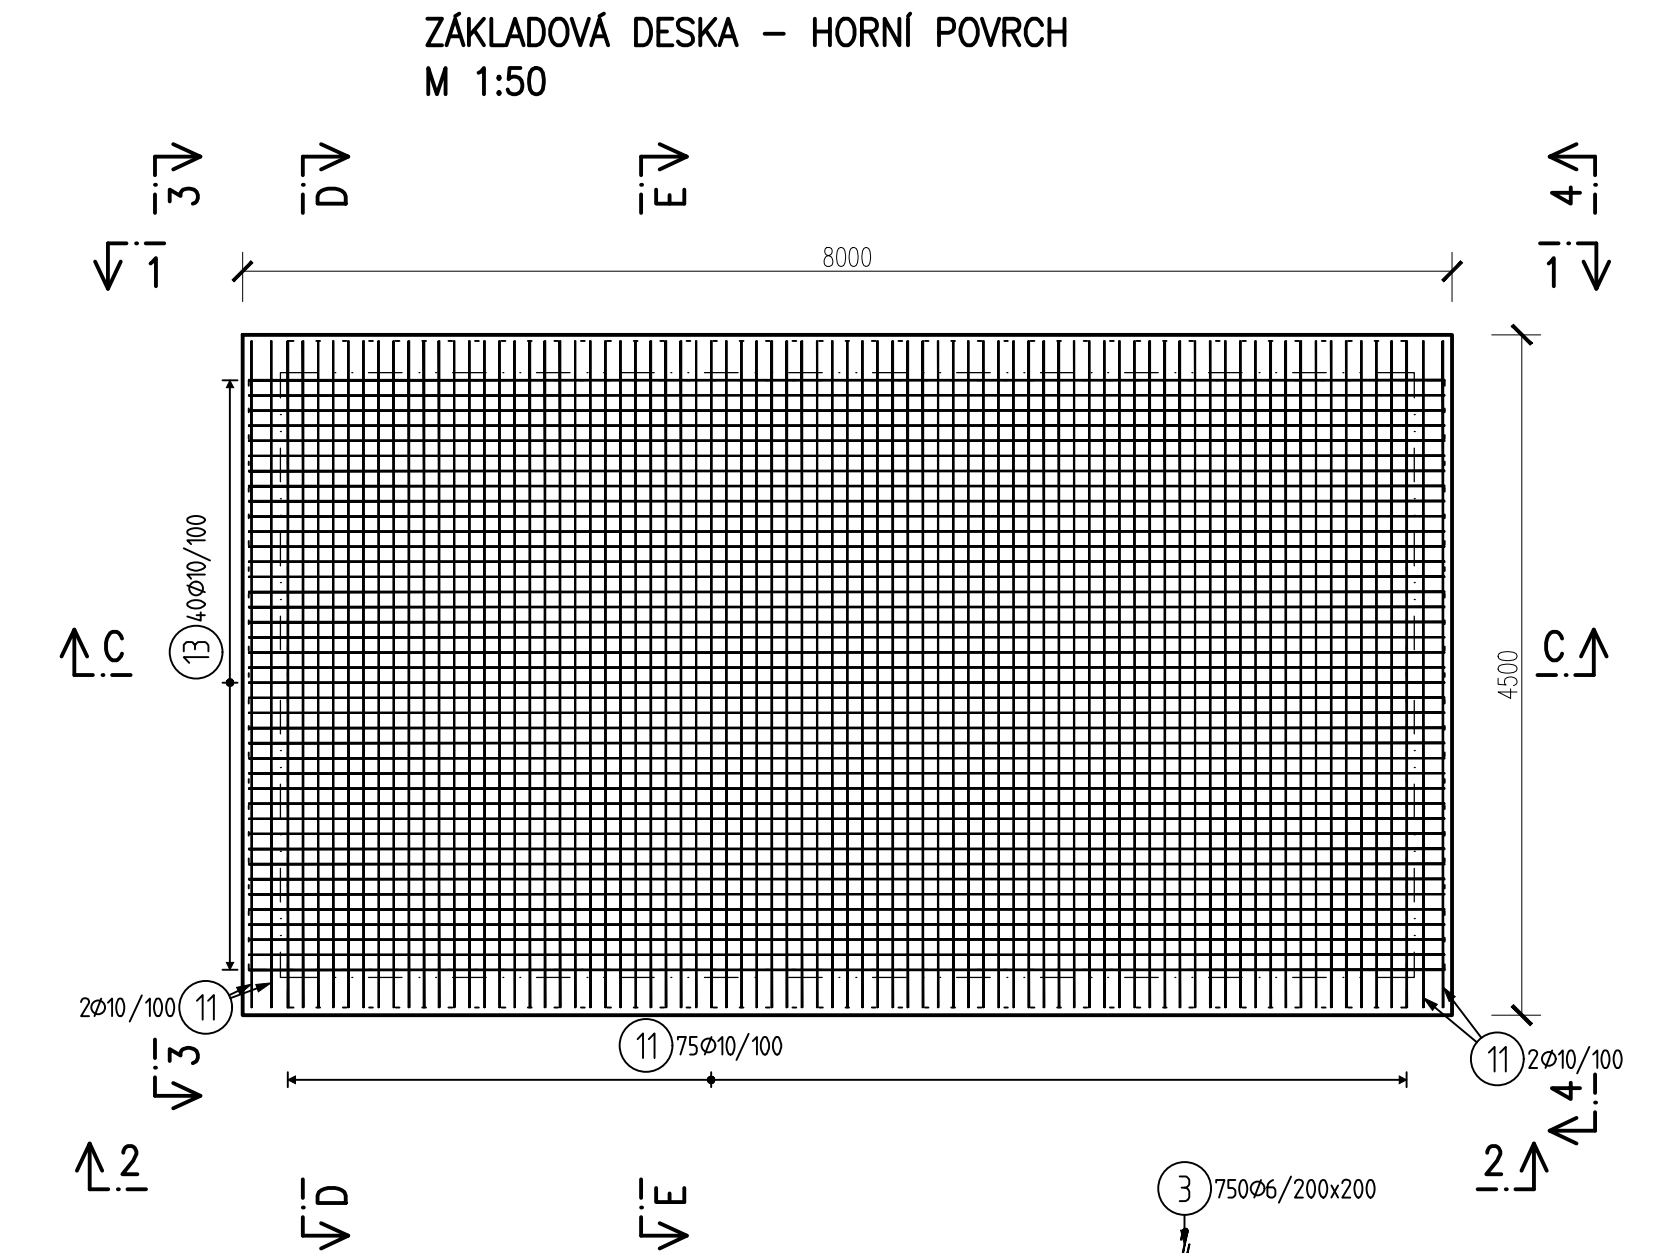 ZÁKLADOVÁ DESKA – HORNÍ POVRCH
M 1:50
3
D
E
4
1
8000
1
13 40Ø10/100
C
C
4500
2Ø10/100 11
11 75Ø10/100
11 2Ø10/100
3
4
2
2
D
E
3 750Ø6/200x200